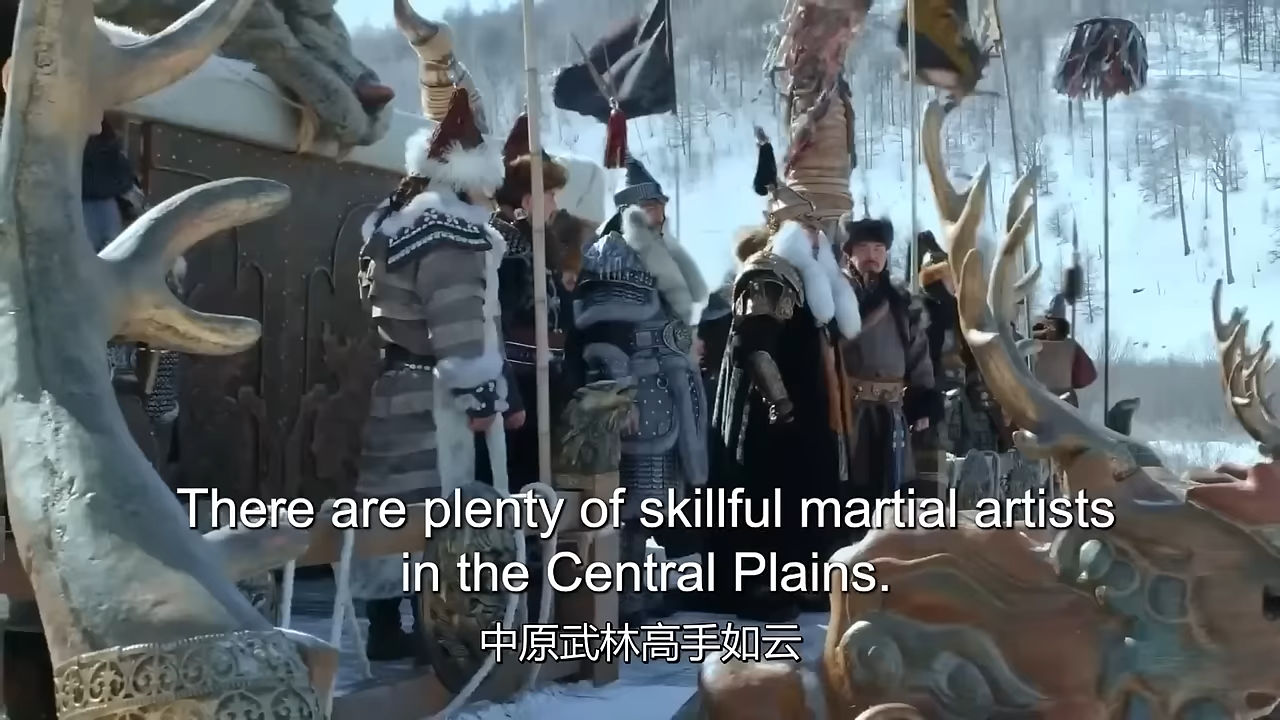 There are plenty of skillful martial artists
in the Central Plains.
中原武林高手如云